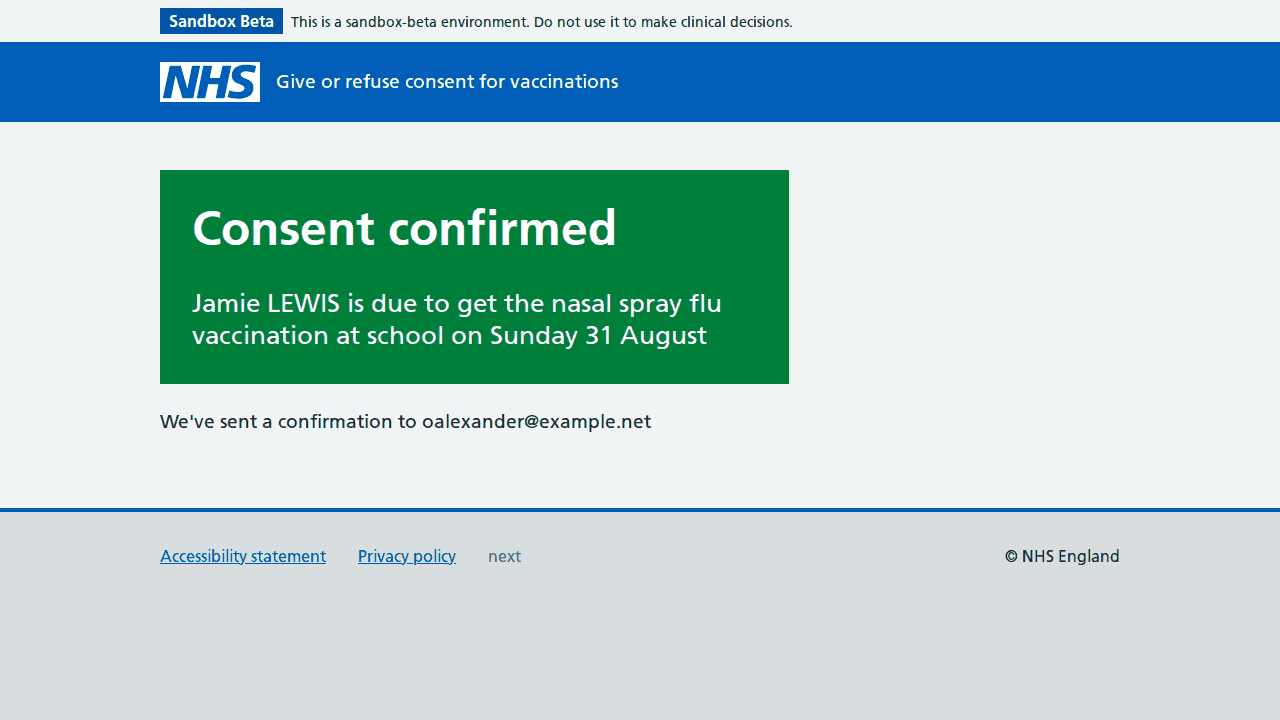 Sandbox Beta This is a sandbox-beta environment. Do not use it to make clinical decisions.
NHS Give or refuse consent for vaccinations
Consent confirmed
Jamie LEWIS is due to get the nasal spray flu
vaccination at school on Sunday 31 August
We've sent a confirmation to oalexander@example.net
Accessibility statement Privacy policy next © NHS England